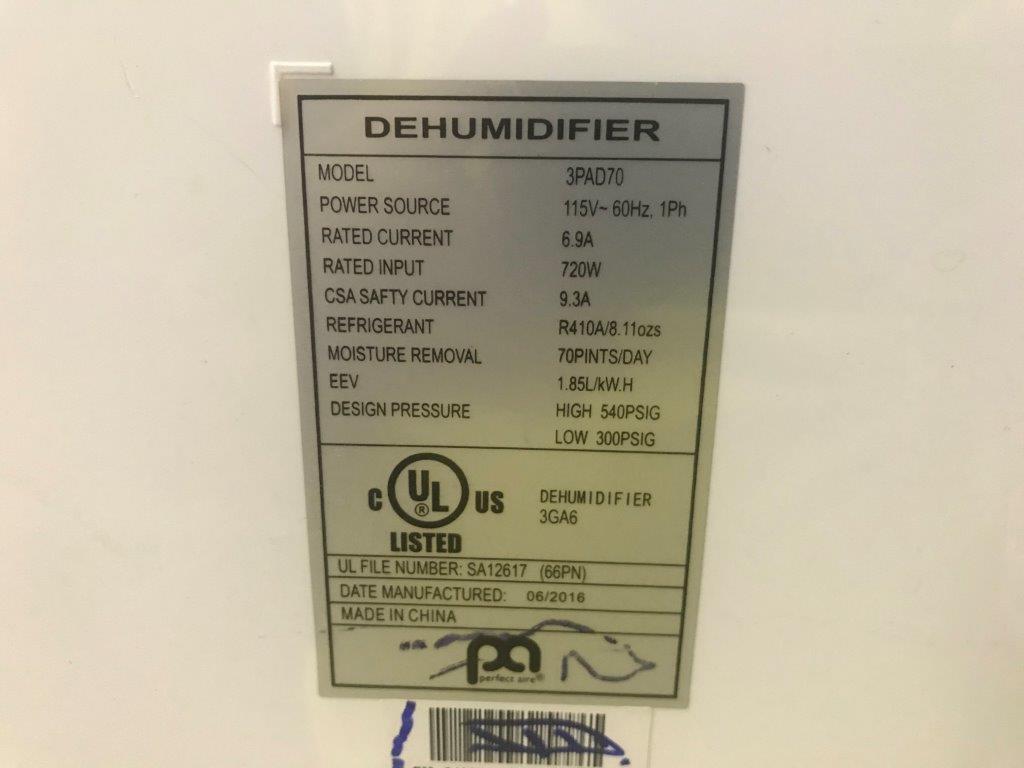 DEHUMIDIFIER
MODEL 3PAD70
POWER SOURCE 115V~ 60Hz, 1Ph
RATED CURRENT 6.9A
RATED INPUT 720W
CSA SAFTY CURRENT 9.3A
REFRIGERANT R410A/8.11ozs
MOISTURE REMOVAL 70PINTS/DAY
EEV 1.85L/kW.H
DESIGN PRESSURE HIGH 540PSIG
LOW 300PSIG
C UL® US
LISTED
DEHUMIDIFIER
3GA6
UL FILE NUMBER: SA12617 (66PN)
DATE MANUFACTURED: 06/2016
MADE IN CHINA
pa
perfect aire®